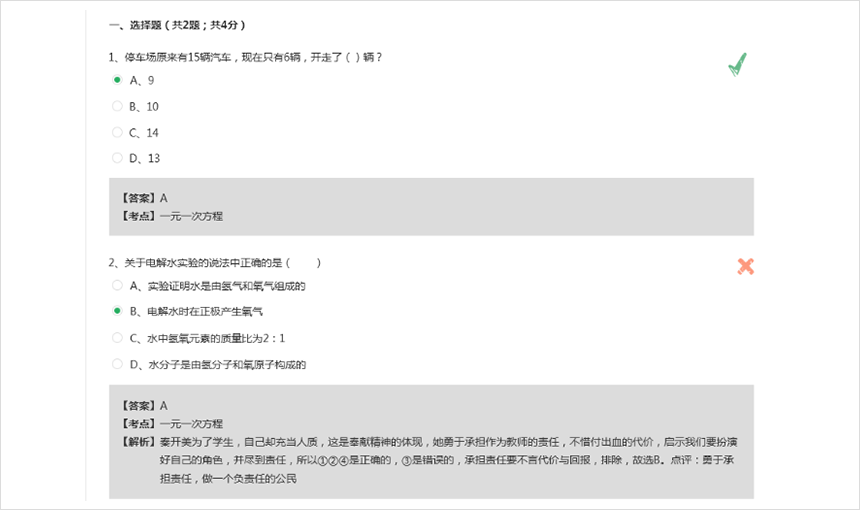 一、选择题（共2题；共4分）
1、停车场原来有15辆汽车，现在只有6辆，开走了（ ）辆？
A、9
B、10
C、14
D、13
【答案】A
【考点】一元一次方程
2、关于电解水实验的说法中正确的是（ ）
A、实验证明水是由氢气和氧气组成的
B、电解水时在正极产生氧气
C、水中氢氧元素的质量比为2：1
D、水分子是由氢分子和氧原子构成的
【答案】A
【考点】一元一次方程
【解析】秦开美为了学生，自己却充当人质，这是奉献精神的体现，她勇于承担作为教师的责任，不惜付出血的代价，启示我们要扮演
好自己的角色，并尽到责任，所以①②④是正确的，③是错误的，承担责任要不言代价与回报，排除，故选B。点评：勇于承
担责任，做一个负责任的公民